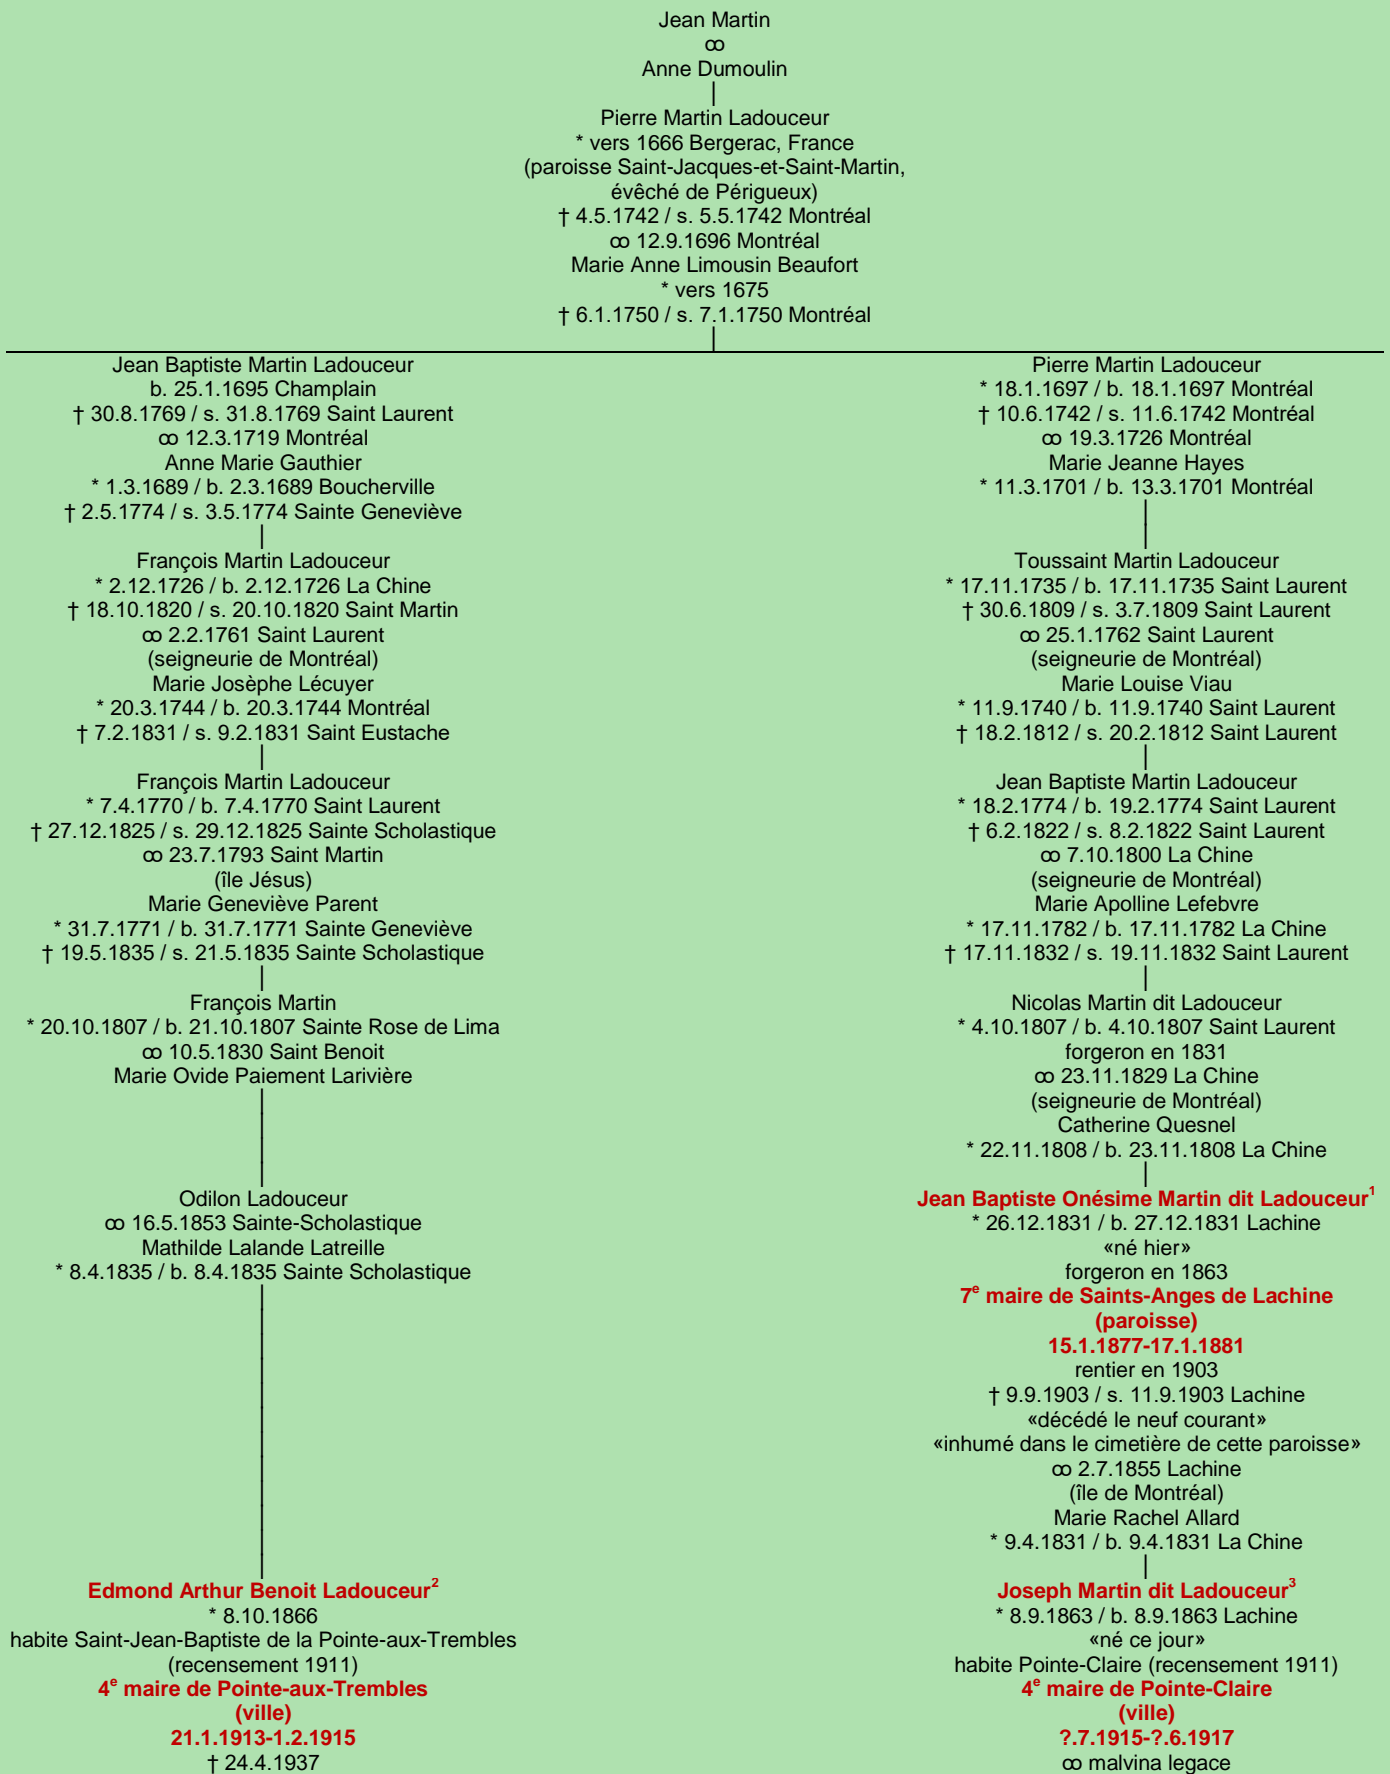 Jean Martin
ꝏ
Anne Dumoulin
Pierre Martin Ladouceur
* vers 1666 Bergerac, France
(paroisse Saint-Jacques-et-Saint-Martin,
évêché de Périgueux)
† 4.5.1742 / s. 5.5.1742 Montréal
ꝏ 12.9.1696 Montréal
Marie Anne Limousin Beaufort
* vers 1675
† 6.1.1750 / s. 7.1.1750 Montréal
Jean Baptiste Martin Ladouceur
b. 25.1.1695 Champlain
† 30.8.1769 / s. 31.8.1769 Saint Laurent
ꝏ 12.3.1719 Montréal
Anne Marie Gauthier
* 1.3.1689 / b. 2.3.1689 Boucherville
† 2.5.1774 / s. 3.5.1774 Sainte Geneviève
François Martin Ladouceur
* 2.12.1726 / b. 2.12.1726 La Chine
† 18.10.1820 / s. 20.10.1820 Saint Martin
ꝏ 2.2.1761 Saint Laurent
(seigneurie de Montréal)
Marie Josèphe Lécuyer
* 20.3.1744 / b. 20.3.1744 Montréal
† 7.2.1831 / s. 9.2.1831 Saint Eustache
François Martin Ladouceur
* 7.4.1770 / b. 7.4.1770 Saint Laurent
† 27.12.1825 / s. 29.12.1825 Sainte Scholastique
ꝏ 23.7.1793 Saint Martin
(île Jésus)
Marie Geneviève Parent
* 31.7.1771 / b. 31.7.1771 Sainte Geneviève
† 19.5.1835 / s. 21.5.1835 Sainte Scholastique
François Martin
* 20.10.1807 / b. 21.10.1807 Sainte Rose de Lima
ꝏ 10.5.1830 Saint Benoit
Marie Ovide Paiement Larivière
Odilon Ladouceur
ꝏ 16.5.1853 Sainte-Scholastique
Mathilde Lalande Latreille
* 8.4.1835 / b. 8.4.1835 Sainte Scholastique
Edmond Arthur Benoit Ladouceur²
* 8.10.1866
habite Saint-Jean-Baptiste de la Pointe-aux-Trembles
(recensement 1911)
4ᵉ maire de Pointe-aux-Trembles
(ville)
21.1.1913-1.2.1915
† 24.4.1937
Pierre Martin Ladouceur
* 18.1.1697 / b. 18.1.1697 Montréal
† 10.6.1742 / s. 11.6.1742 Montréal
ꝏ 19.3.1726 Montréal
Marie Jeanne Hayes
* 11.3.1701 / b. 13.3.1701 Montréal
Toussaint Martin Ladouceur
* 17.11.1735 / b. 17.11.1735 Saint Laurent
† 30.6.1809 / s. 3.7.1809 Saint Laurent
ꝏ 25.1.1762 Saint Laurent
(seigneurie de Montréal)
Marie Louise Viau
* 11.9.1740 / b. 11.9.1740 Saint Laurent
† 18.2.1812 / s. 20.2.1812 Saint Laurent
Jean Baptiste Martin Ladouceur
* 18.2.1774 / b. 19.2.1774 Saint Laurent
† 6.2.1822 / s. 8.2.1822 Saint Laurent
ꝏ 7.10.1800 La Chine
(seigneurie de Montréal)
Marie Apolline Lefebvre
* 17.11.1782 / b. 17.11.1782 La Chine
† 17.11.1832 / s. 19.11.1832 Saint Laurent
Nicolas Martin dit Ladouceur
* 4.10.1807 / b. 4.10.1807 Saint Laurent
forgeron en 1831
ꝏ 23.11.1829 La Chine
(seigneurie de Montréal)
Catherine Quesnel
* 22.11.1808 / b. 23.11.1808 La Chine
Jean Baptiste Onésime Martin dit Ladouceur¹
* 26.12.1831 / b. 27.12.1831 Lachine
«né hier»
forgeron en 1863
7ᵉ maire de Saints-Anges de Lachine
(paroisse)
15.1.1877-17.1.1881
rentier en 1903
† 9.9.1903 / s. 11.9.1903 Lachine
«décédé le neuf courant»
«inhumé dans le cimetière de cette paroisse»
ꝏ 2.7.1855 Lachine
(île de Montréal)
Marie Rachel Allard
* 9.4.1831 / b. 9.4.1831 La Chine
Joseph Martin dit Ladouceur³
* 8.9.1863 / b. 8.9.1863 Lachine
«né ce jour»
habite Pointe-Claire (recensement 1911)
4ᵉ maire de Pointe-Claire
(ville)
?.7.1915-?.6.1917
ꝏ malvina legace